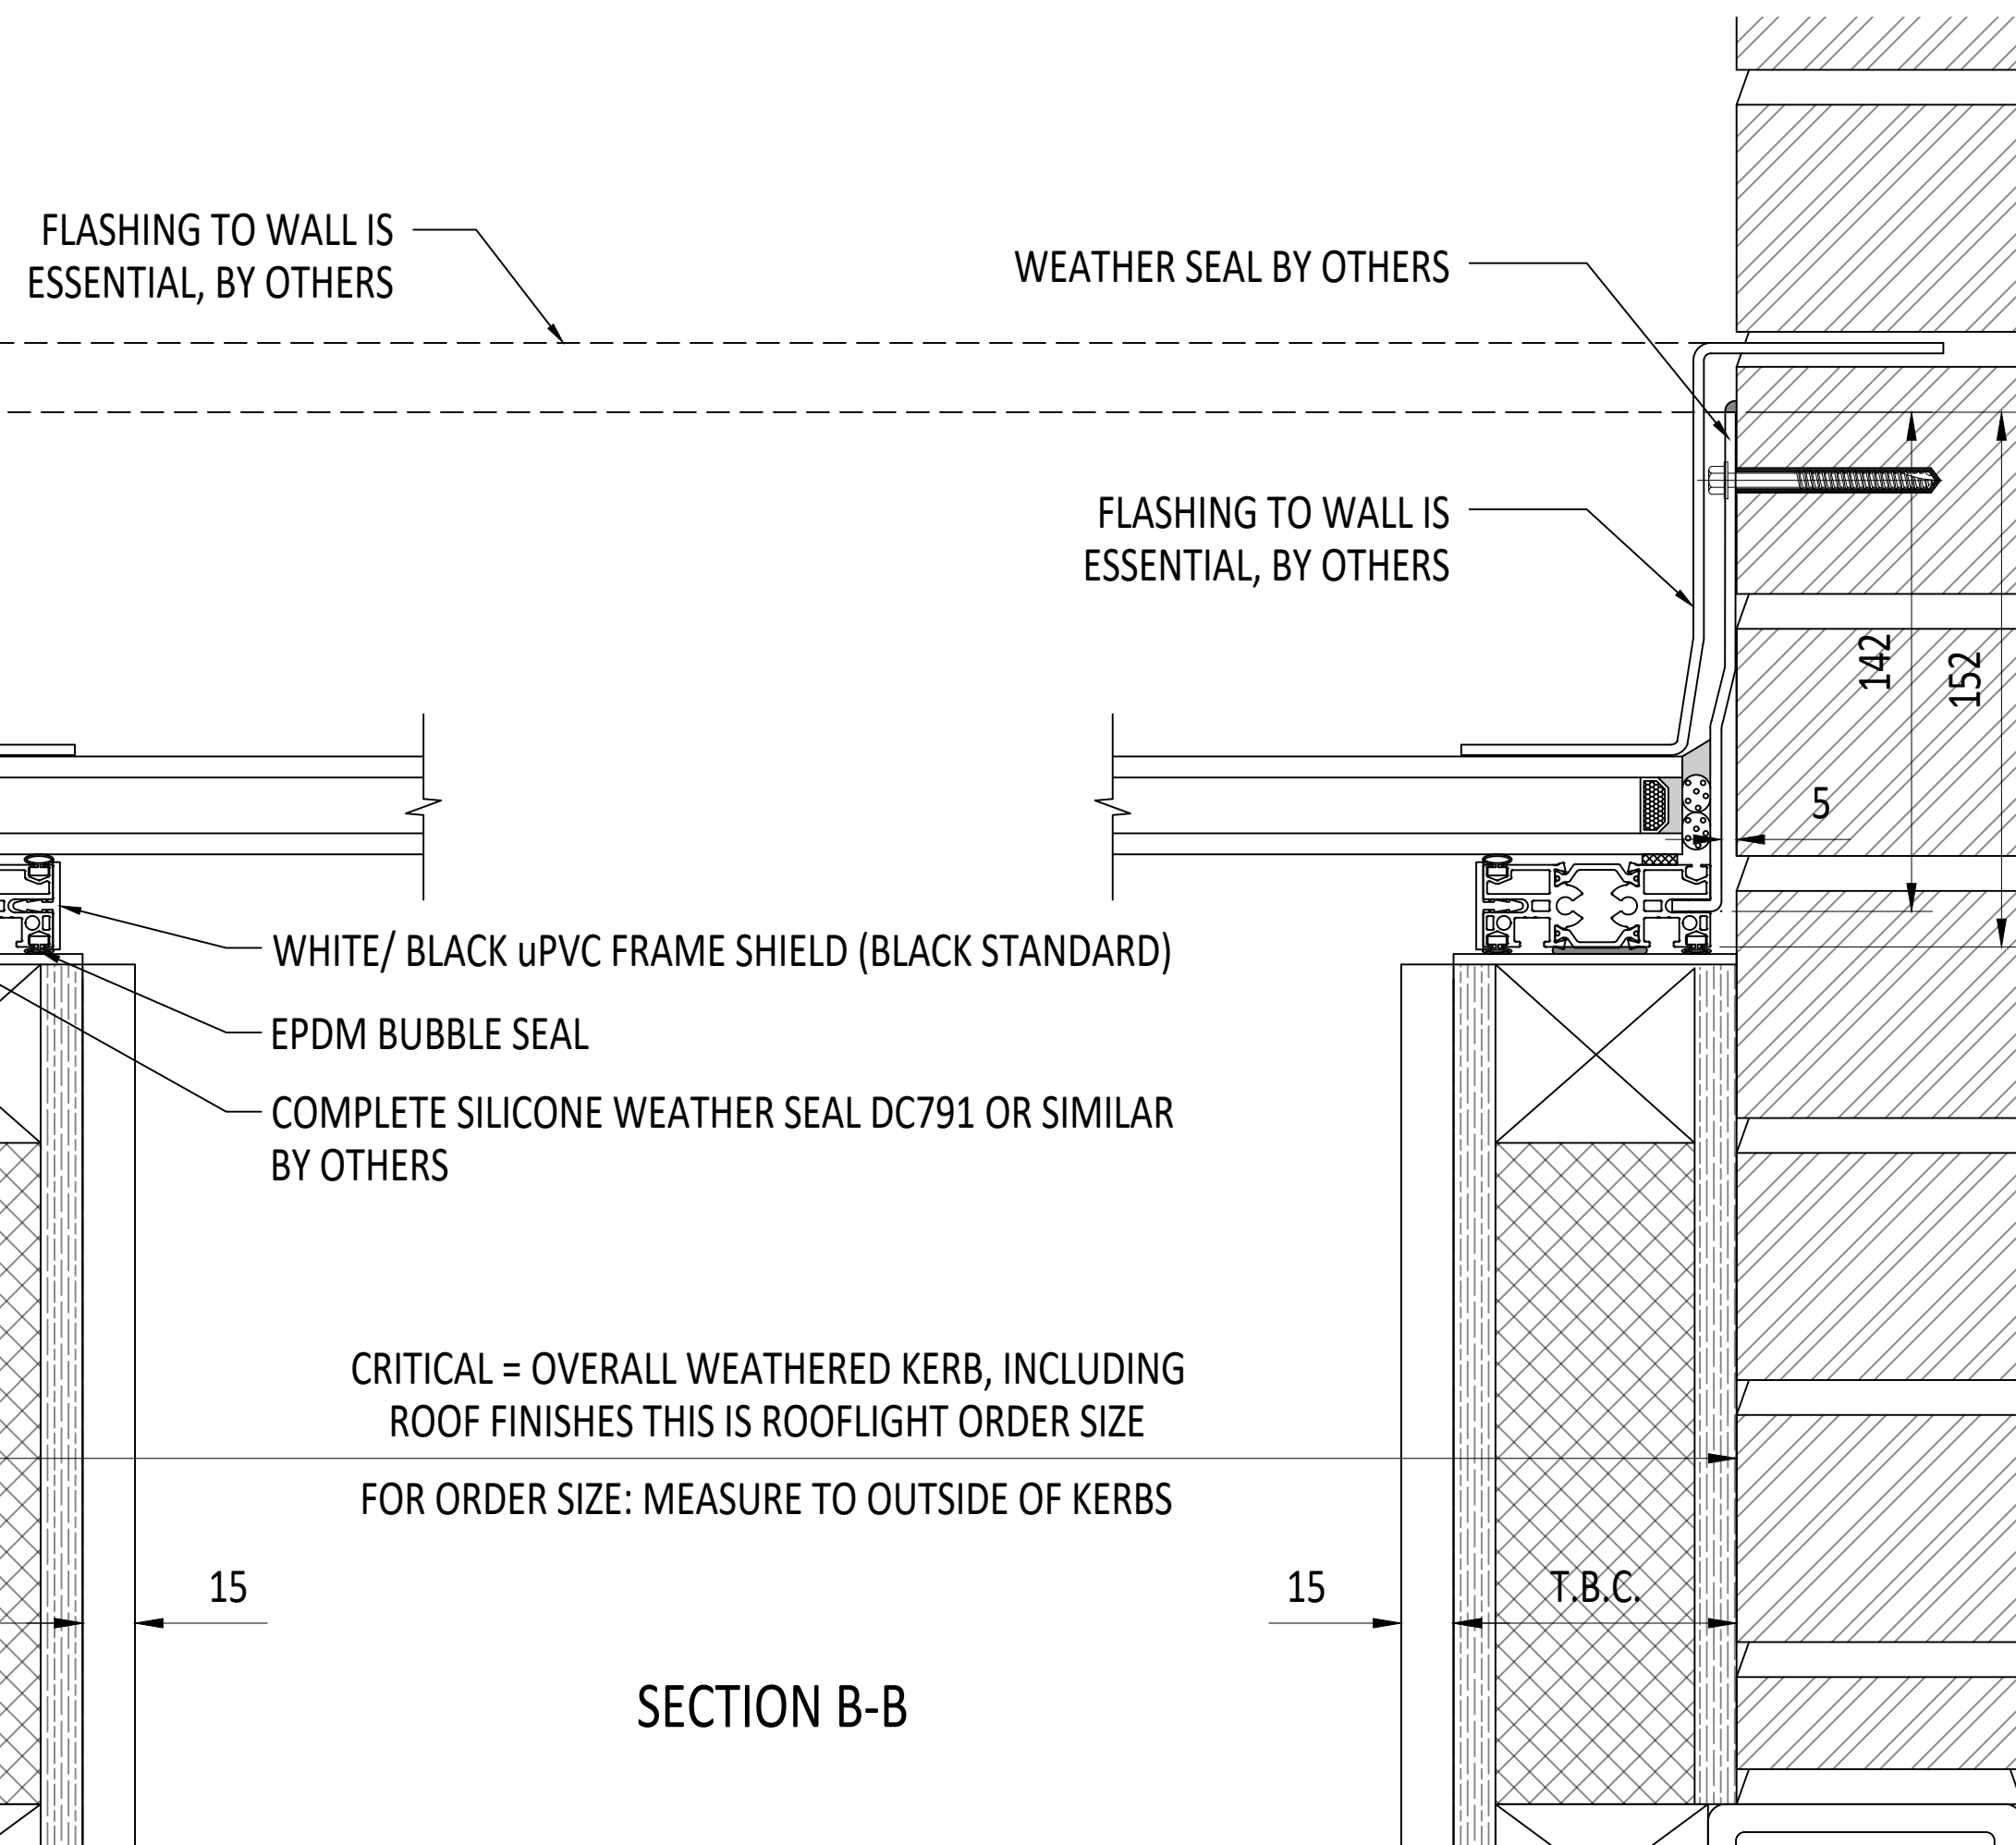 FLASHING TO WALL IS
ESSENTIAL, BY OTHERS
WEATHER SEAL BY OTHERS
FLASHING TO WALL IS
ESSENTIAL, BY OTHERS
142
152
5
WHITE/ BLACK uPVC FRAME SHIELD (BLACK STANDARD)
EPDM BUBBLE SEAL
COMPLETE SILICONE WEATHER SEAL DC791 OR SIMILAR
BY OTHERS
CRITICAL = OVERALL WEATHERED KERB, INCLUDING
ROOF FINISHES THIS IS ROOFLIGHT ORDER SIZE
FOR ORDER SIZE: MEASURE TO OUTSIDE OF KERBS
15
15
T.B.C.
SECTION B-B